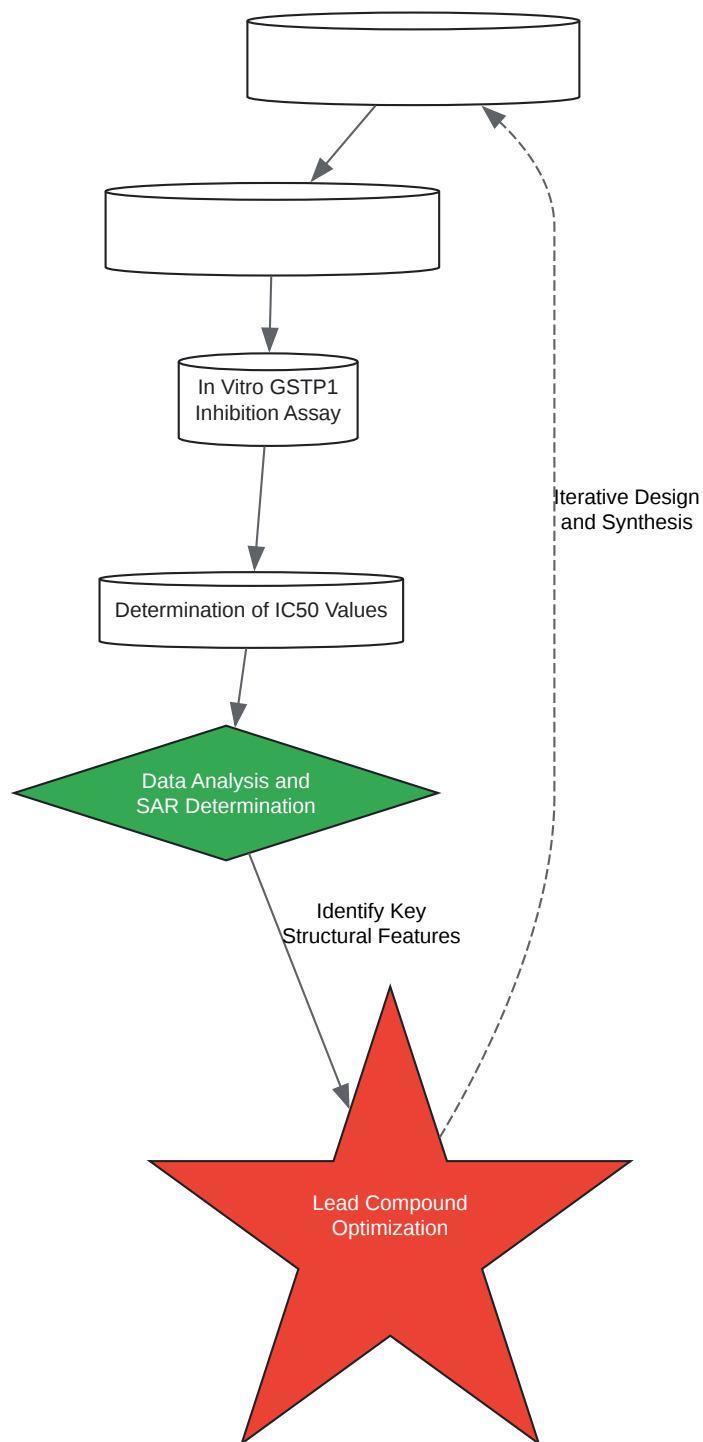 In Vitro GSTP1
Inhibition Assay
Iterative Design
and Synthesis
Determination of IC50 Values
Data Analysis and
SAR Determination
Identify Key
Structural Features
Lead Compound
Optimization